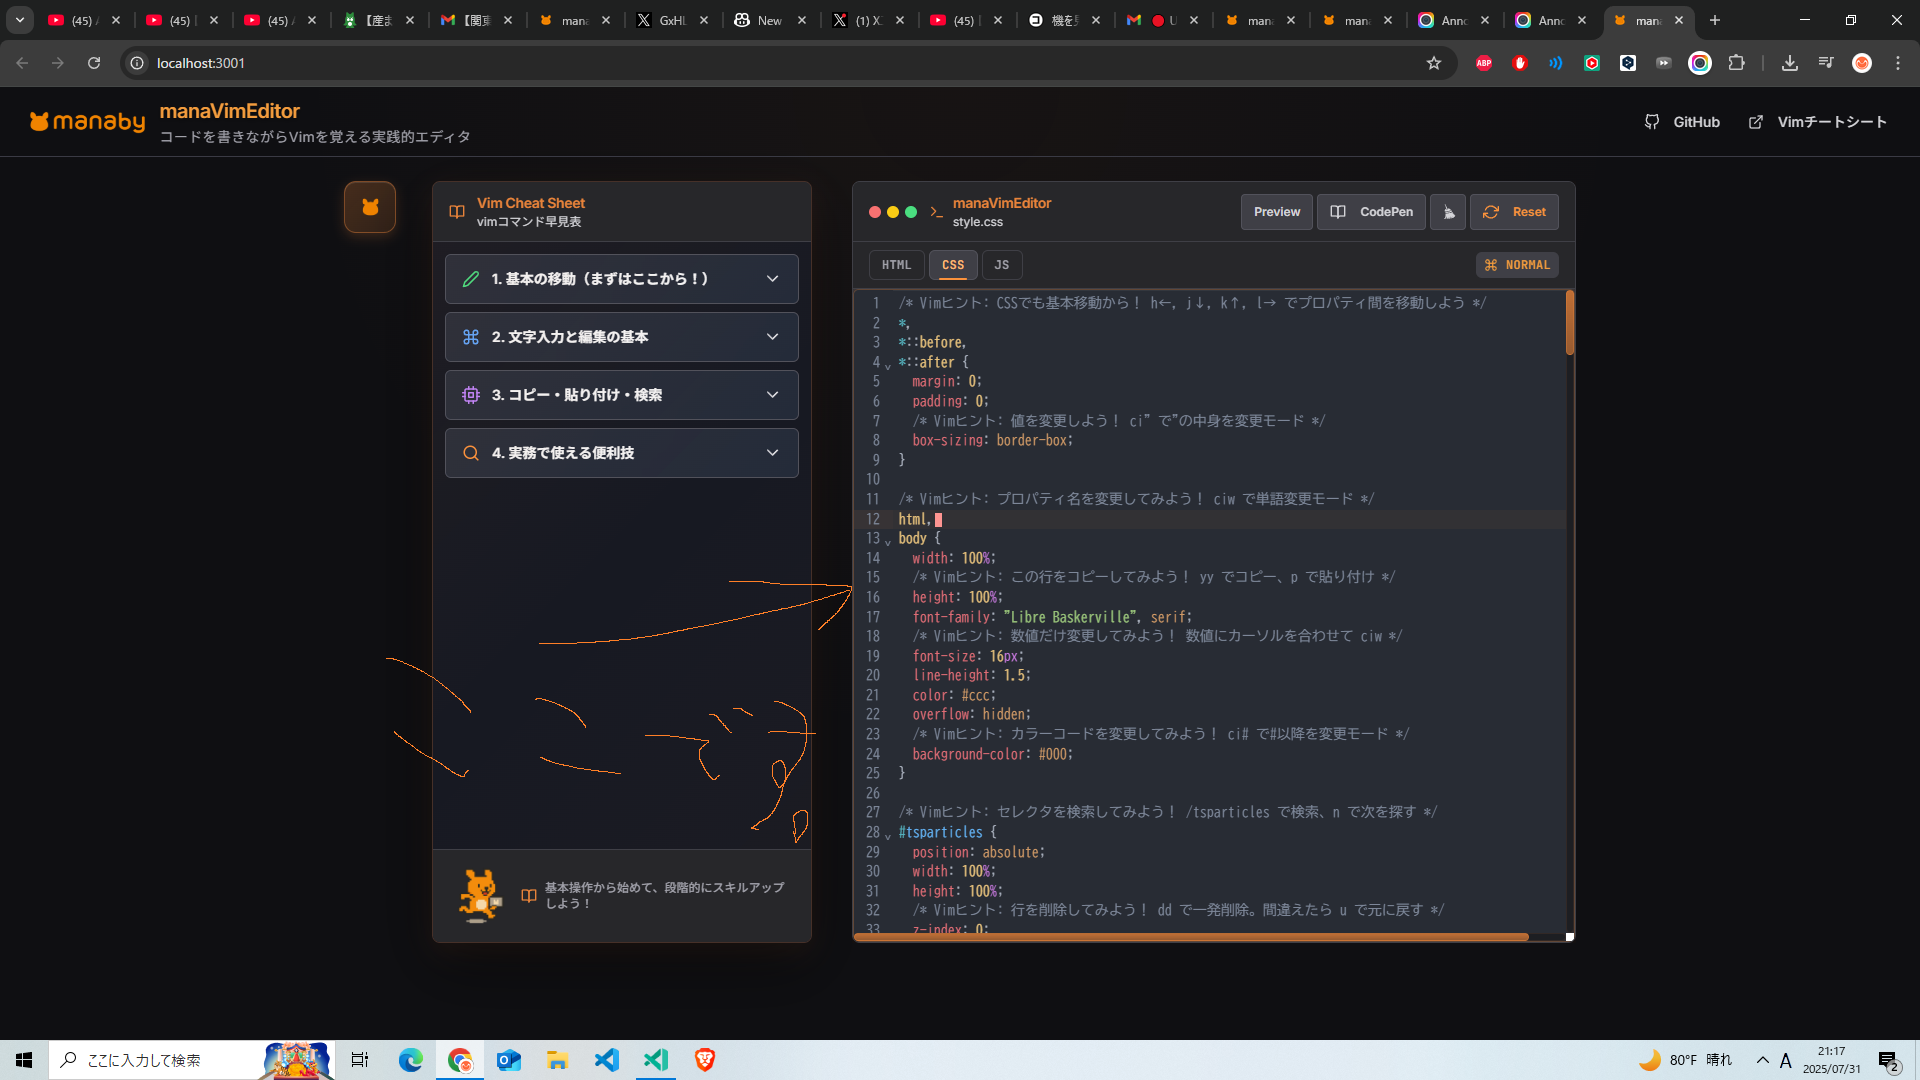 (45) A
(45) |
(45) A
【産ま
【関東
mana
GxHl
New
(1) X
(45) |
機を見
U
mana
mana
Anno
Anno
mana
localhost:3001
manaby
manaVimEditor
コードを書きながらVimを覚える実践的エディタ
GitHub
Vimチートシート
Vim Cheat Sheet
vimコマンド早見表
1. 基本の移動（まずはここから！）
2. 文字入力と編集の基本
3. コピー・貼り付け・検索
4. 実務で使える便利技
基本操作から始めて、段階的にスキルアップ
しよう！
manaVimEditor
style.css
Preview
CodePen
Reset
HTML
CSS
JS
NORMAL
1 /* Vimヒント: CSSでも基本移動から！ h←, j↓, k↑, l→ でプロパティ間を移動しよう */
2 *,
3 *::before,
4 *::after {
5 margin: 0;
6 padding: 0;
7 /* Vimヒント: 値を変更しよう！ ci" で"の中身を変更モード */
8 box-sizing: border-box;
9 }
10
11 /* Vimヒント: プロパティ名を変更してみよう！ ciw で単語変更モード */
12 html,
13 body {
14 width: 100%;
15 /* Vimヒント: この行をコピーしてみよう！ yy でコピー、p で貼り付け */
16 height: 100%;
17 font-family: "Libre Baskerville", serif;
18 /* Vimヒント: 数値だけ変更してみよう！ 数値にカーソルを合わせて ciw */
19 font-size: 16px;
20 line-height: 1.5;
21 color: #ccc;
22 overflow: hidden;
23 /* Vimヒント: カラーコードを変更してみよう！ ci# で#以降を変更モード */
24 background-color: #000;
25 }
26
27 /* Vimヒント: セレクタを検索してみよう！ /tsparticles で検索、n で次を探す */
28 #tsparticles {
29 position: absolute;
30 width: 100%;
31 height: 100%;
32 /* Vimヒント: 行を削除してみよう！ dd で一発削除。間違えたら u で元に戻す */
33 z-index: 0;
ここに入力して検索
80°F 晴れ
A
21:17
2025/07/31
2